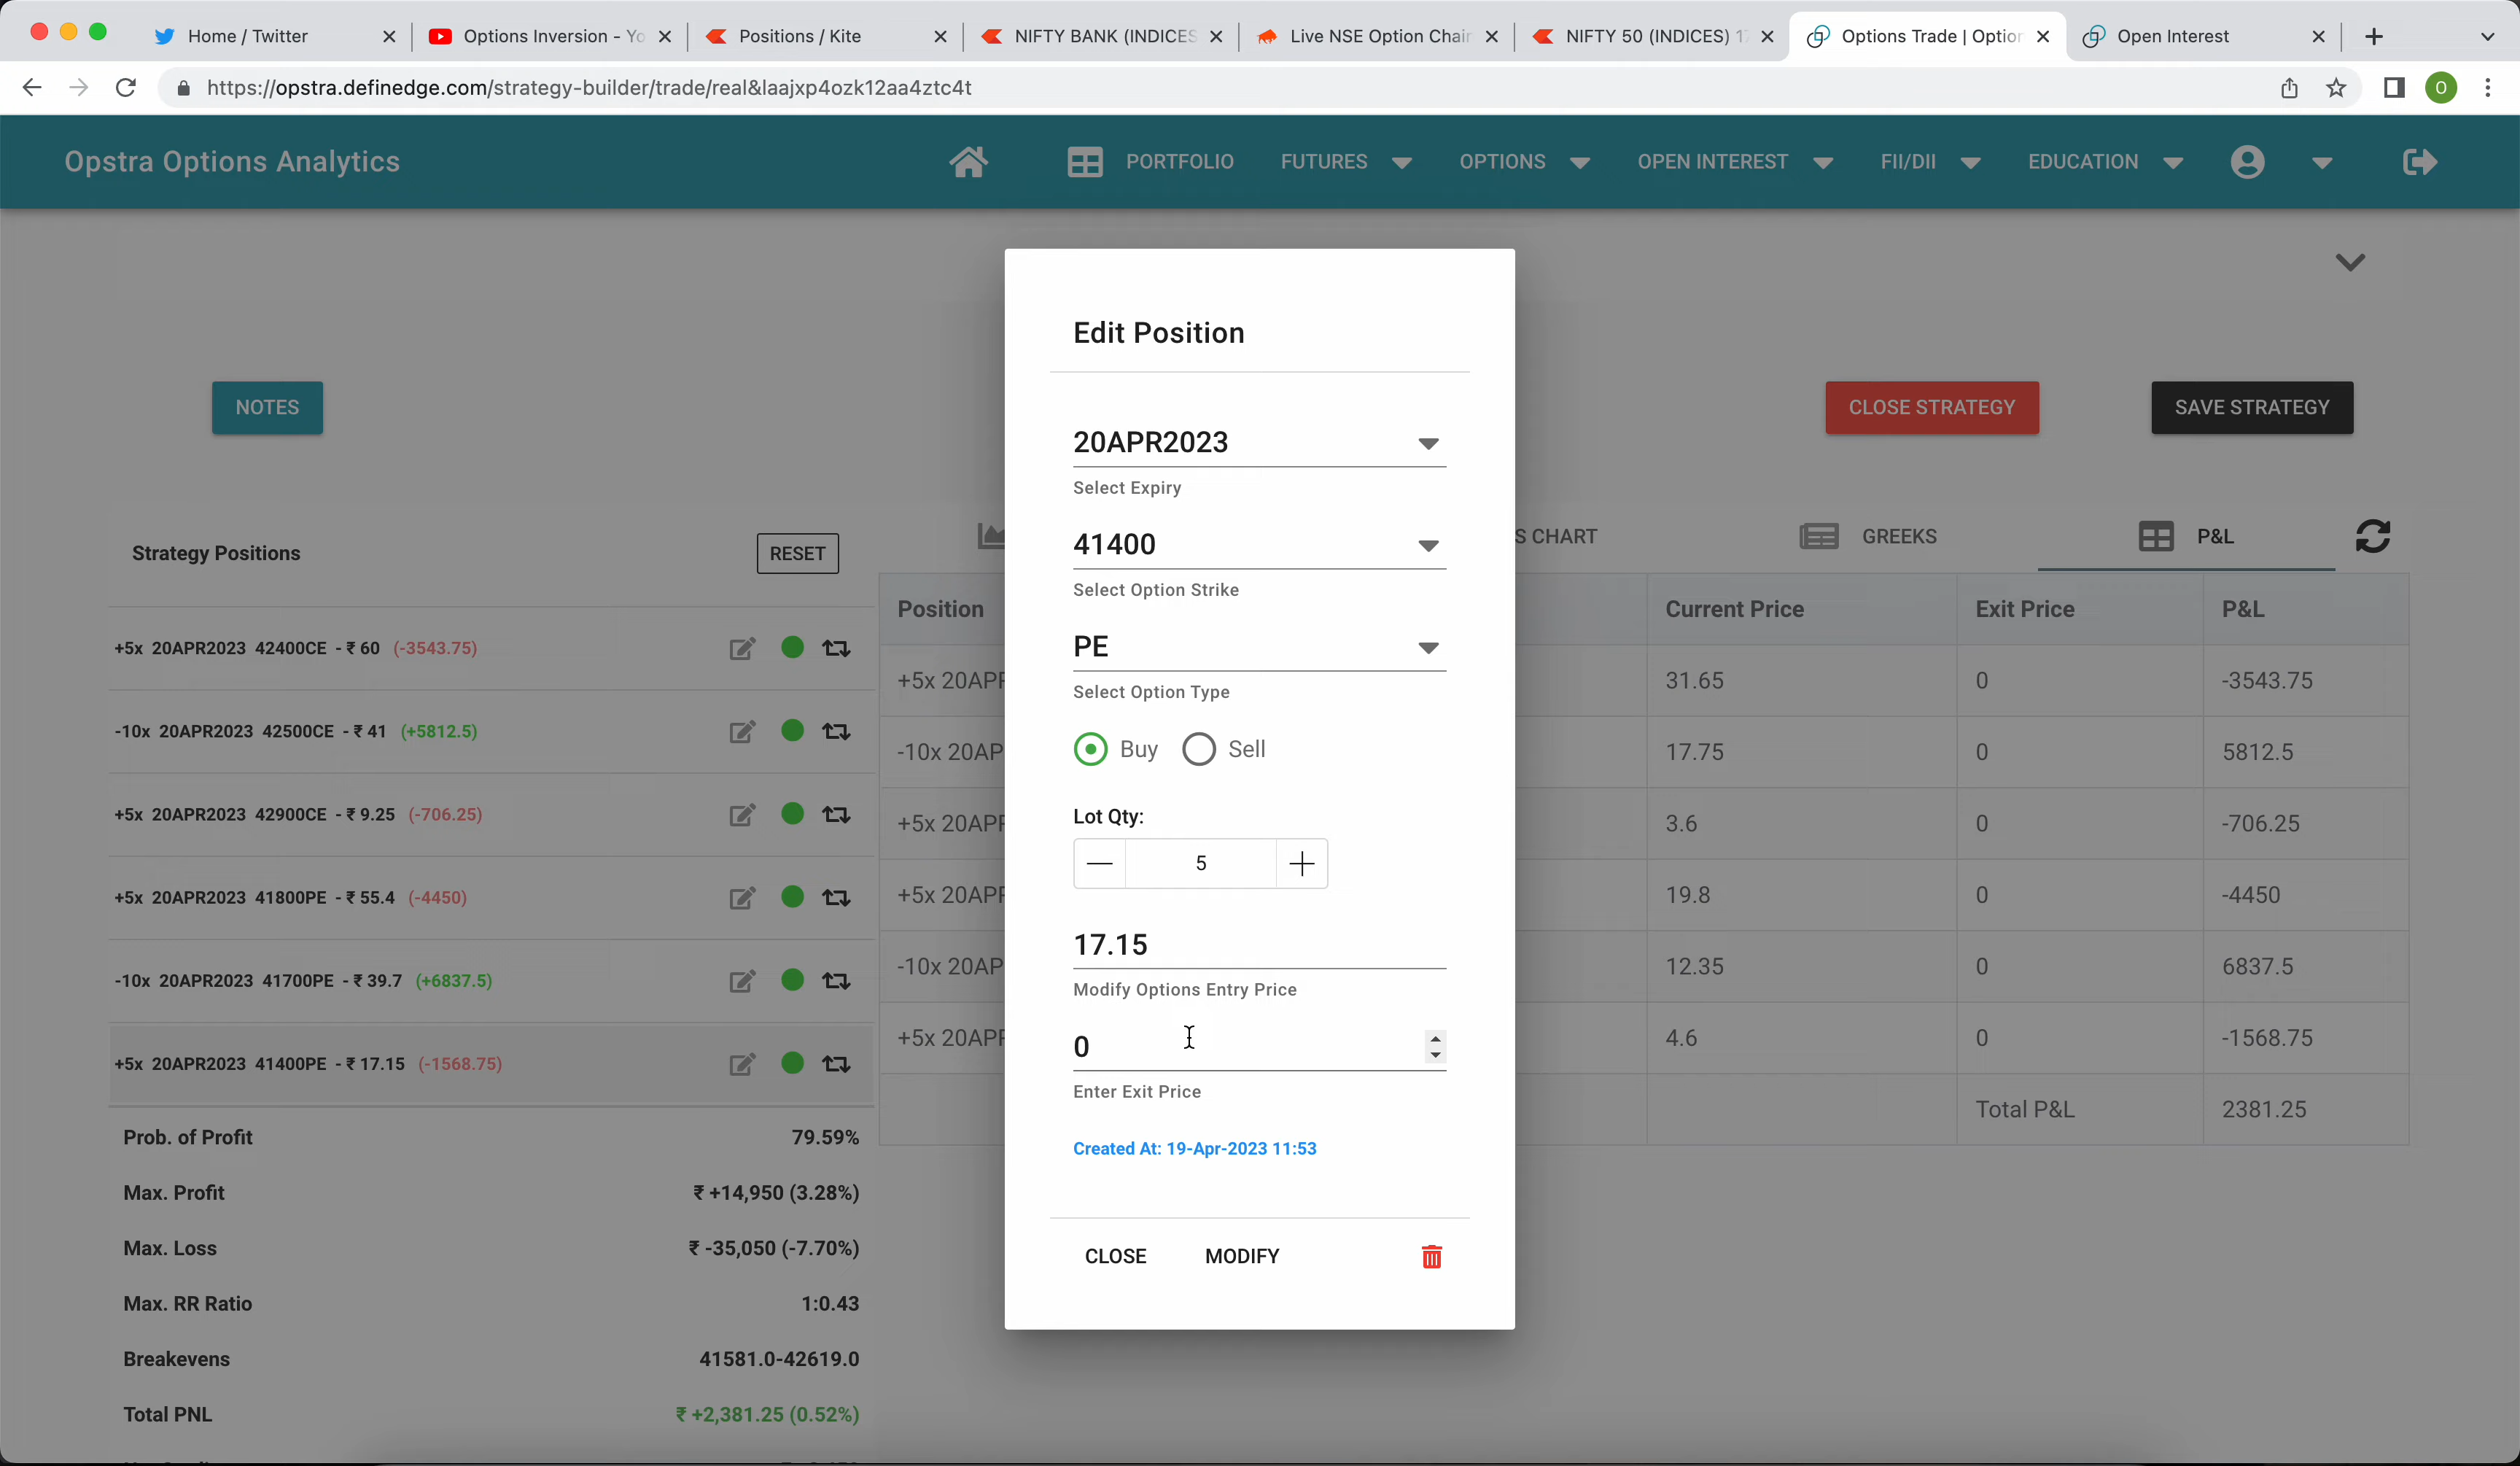 Home / Twitter
Options Inversion - Yo
Positions / Kite
NIFTY BANK (INDICES
Live NSE Option Chain
NIFTY 50 (INDICES) 17
Options Trade | Option
Open Interest
https://opstra.definedge.com/strategy-builder/trade/real&laajxp4ozk12aa4ztc4t
O
Opstra Options Analytics
PORTFOLIO
FUTURES
OPTIONS
OPEN INTEREST
FII/DII
EDUCATION
NOTES
CLOSE STRATEGY
SAVE STRATEGY
Strategy Positions
RESET
S CHART
GREEKS
P&L
Position
Current Price
Exit Price
P&L
+5x 20APR2023 42400CE - ₹ 60 (-3543.75)
-10x 20APR2023 42500CE - ₹ 41 (+5812.5)
+5x 20APR2023 42900CE - ₹ 9.25 (-706.25)
+5x 20APR2023 41800PE - ₹ 55.4 (-4450)
-10x 20APR2023 41700PE - ₹ 39.7 (+6837.5)
+5x 20APR2023 41400PE - ₹ 17.15 (-1568.75)
+5x 20APR 31.65 0 -3543.75
-10x 20AP 17.75 0 5812.5
+5x 20APR 3.6 0 -706.25
+5x 20APR 19.8 0 -4450
-10x 20AP 12.35 0 6837.5
+5x 20APR 4.6 0 -1568.75
Total P&L 2381.25
Prob. of Profit 79.59%
Max. Profit ₹ +14,950 (3.28%)
Max. Loss ₹ -35,050 (-7.70%)
Max. RR Ratio 1:0.43
Breakevens 41581.0-42619.0
Total PNL ₹ +2,381.25 (0.52%)
Edit Position
20APR2023
Select Expiry
41400
Select Option Strike
PE
Select Option Type
Buy
Sell
Lot Qty:
5
17.15
Modify Options Entry Price
0
Enter Exit Price
Created At: 19-Apr-2023 11:53
CLOSE
MODIFY